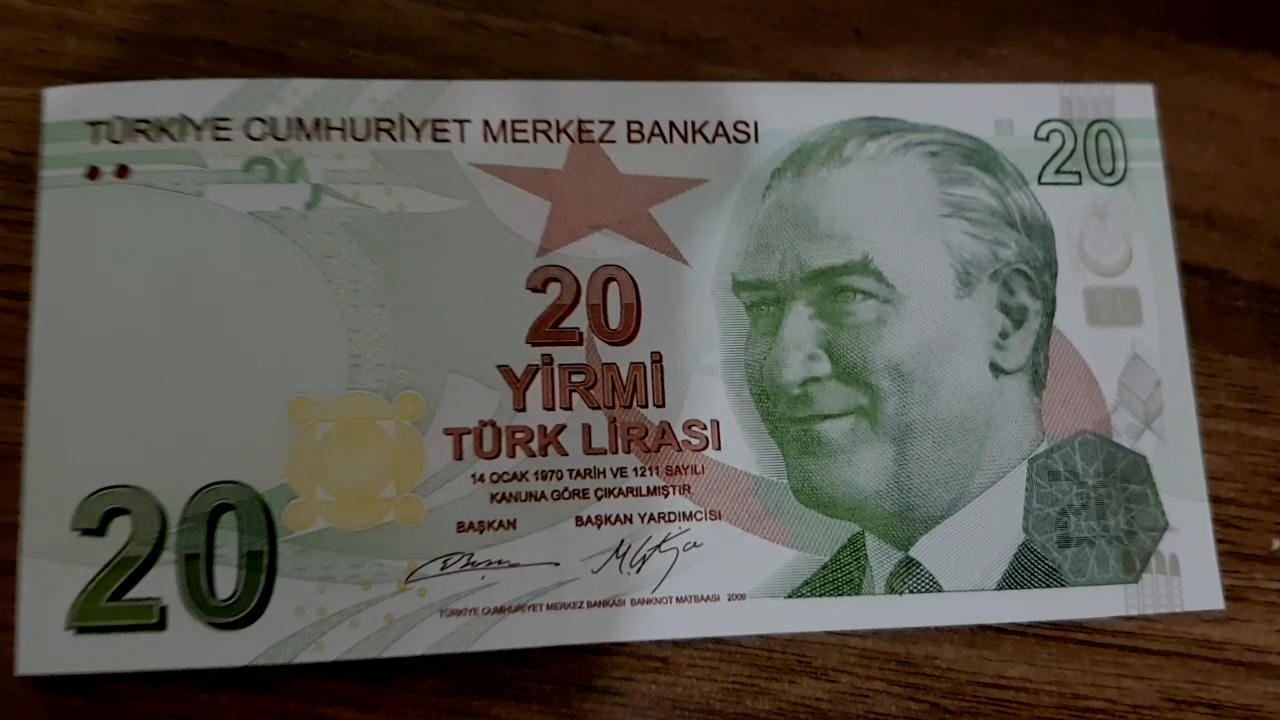 TÜRKİYE CUMHURİYET MERKEZ BANKASI
20
20
YİRMİ
TÜRK LİRASI
14 OCAK 1970 TARİH VE 1211 SAYILI
KANUNA GÖRE ÇIKARILMIŞTIR
BAŞKAN BAŞKAN YARDIMCISI
20
TÜRKİYE CUMHURİYET MERKEZ BANKASI BANKNOT MATBAASI 2009